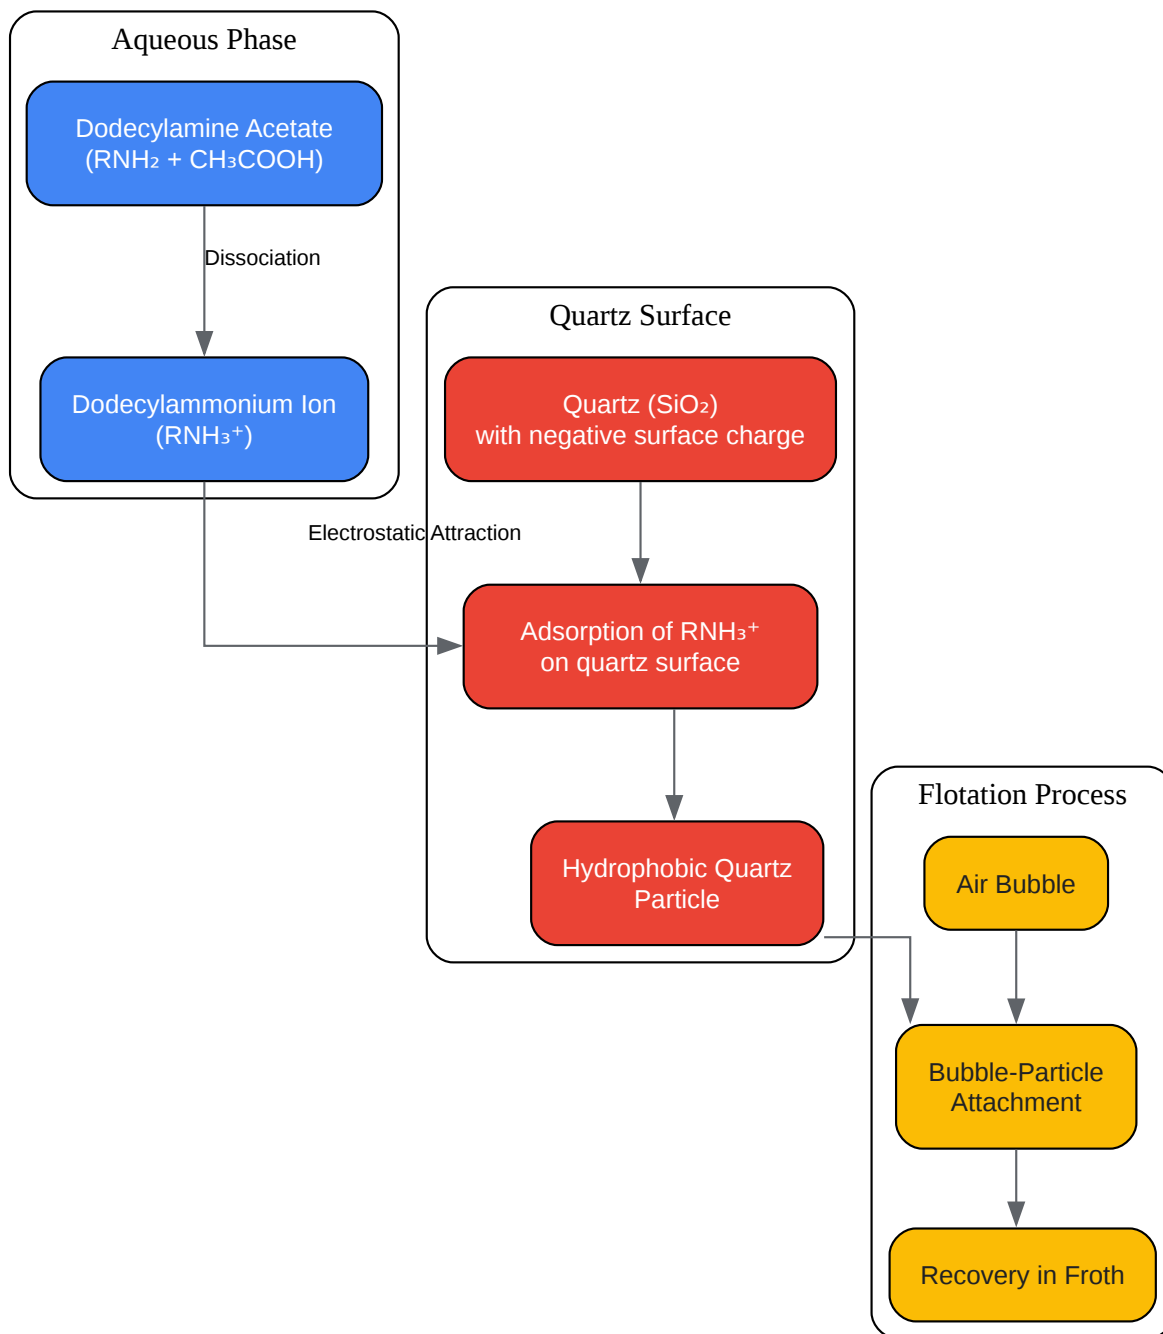 Aqueous Phase
Dodecylamine Acetate
(RNH₂ + CH₃COOH)
Dissociation
Dodecylammonium Ion
(RNH₃⁺)
Electrostatic Attraction
Quartz Surface
Quartz (SiO₂)
with negative surface charge
Adsorption of RNH₃⁺
on quartz surface
Hydrophobic Quartz
Particle
Flotation Process
Air Bubble
Bubble-Particle
Attachment
Recovery in Froth